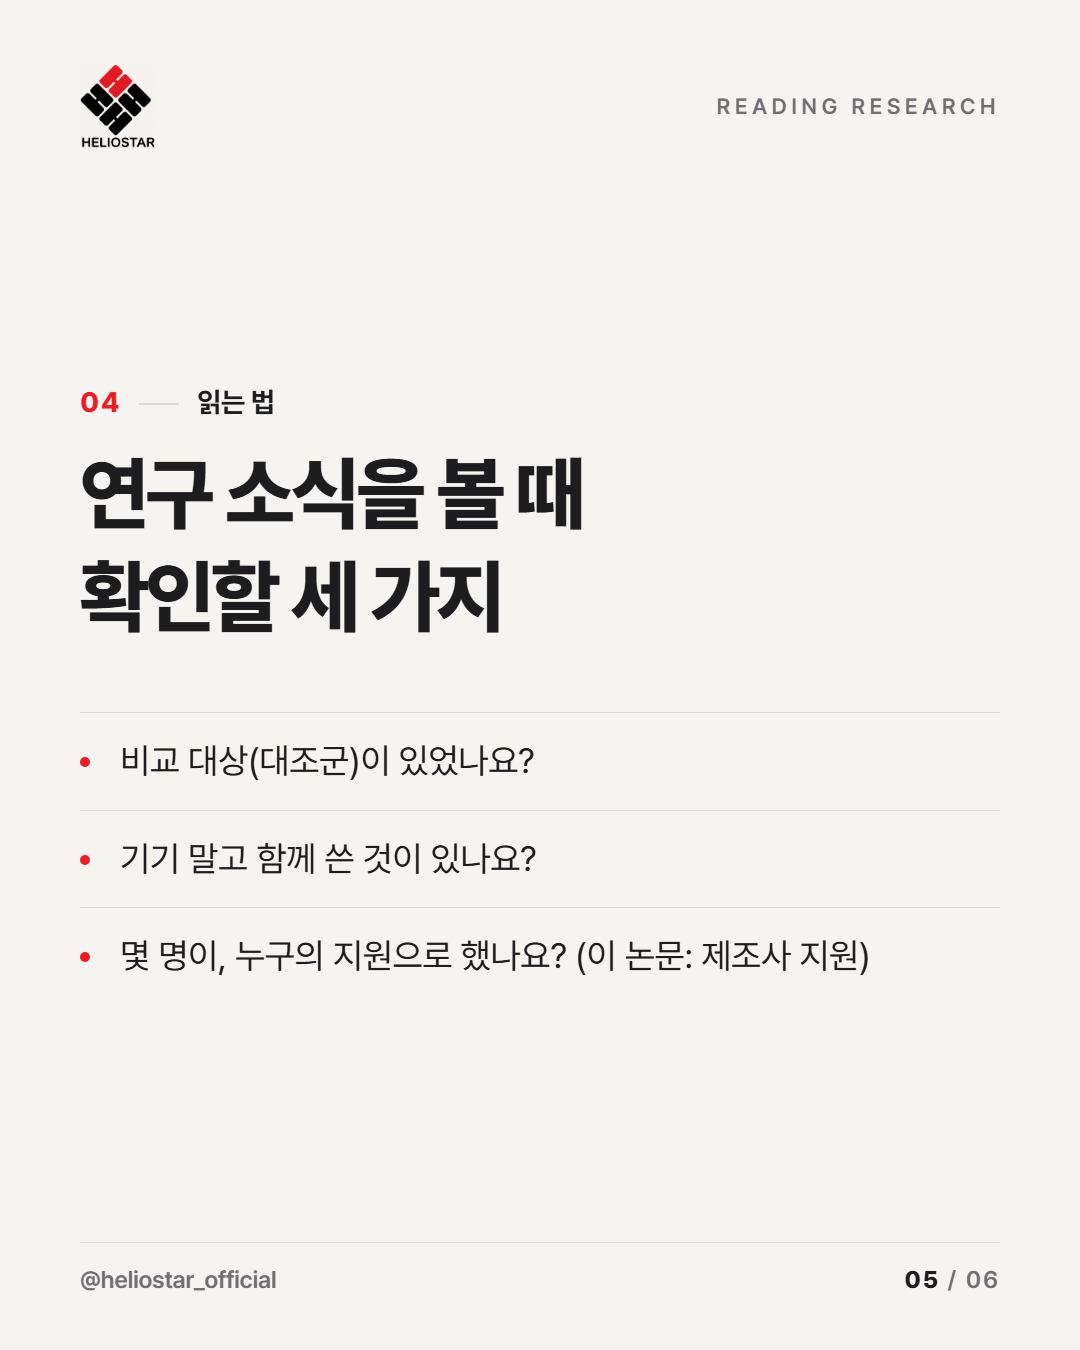 HELIOSTAR
READING RESEARCH
04 — 읽는 법
연구 소식을 볼 때
확인할 세 가지
• 비교 대상(대조군)이 있었나요?
• 기기 말고 함께 쓴 것이 있나요?
• 몇 명이, 누구의 지원으로 했나요? (이 논문: 제조사 지원)
@heliostar_official
05 / 06